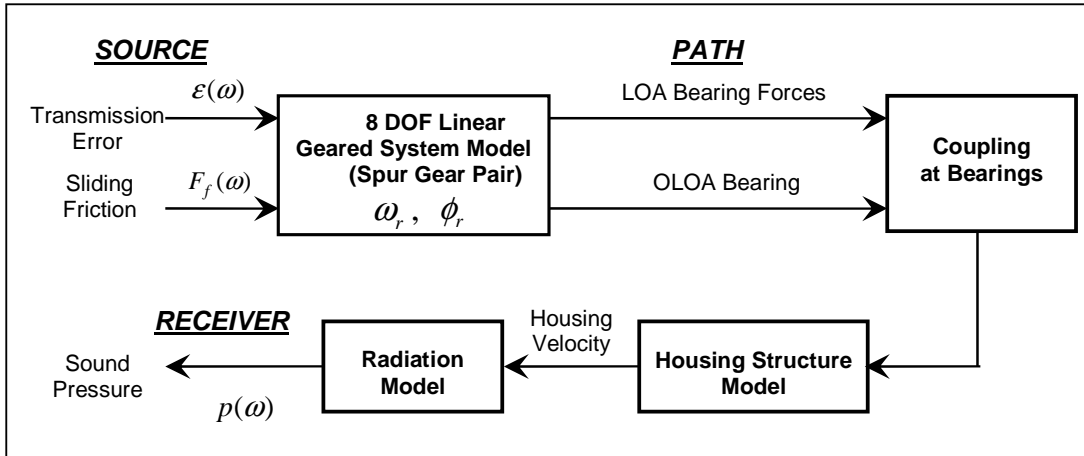 SOURCE
PATH
ε(ω)
Transmission
Error
Sliding
Friction
F_f(ω)
8 DOF Linear
Geared System Model
(Spur Gear Pair)
ω_r , ϕ_r
LOA Bearing Forces
OLOA Bearing
Coupling
at Bearings
RECEIVER
Sound
Pressure
p(ω)
Radiation
Model
Housing
Velocity
Housing Structure
Model